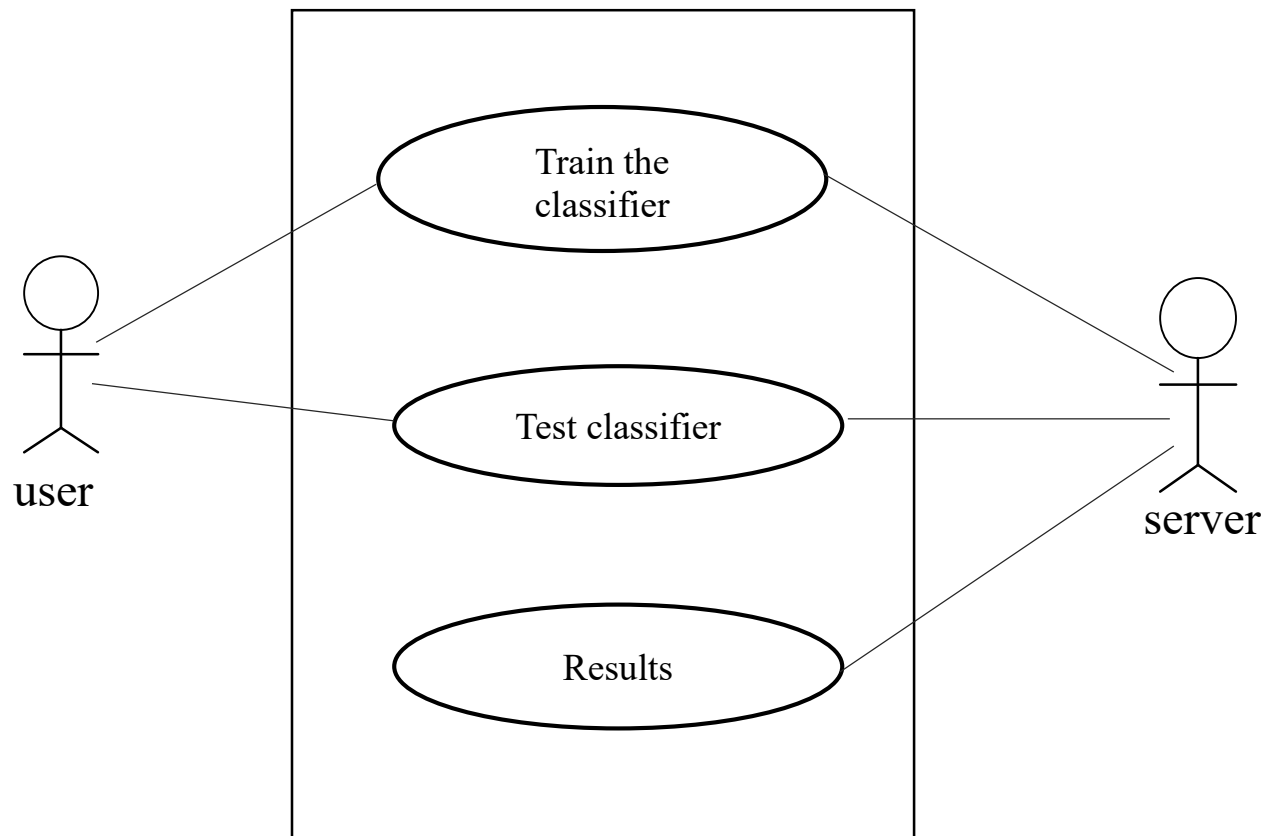 Train the
classifier
Test classifier
user
server
Results